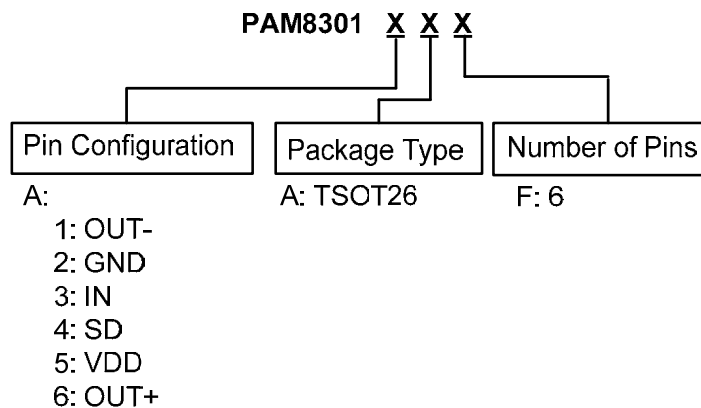 PAM8301 X X X
Pin Configuration
Package Type
Number of Pins
A:
A: TSOT26
F: 6
1: OUT-
2: GND
3: IN
4: SD
5: VDD
6: OUT+